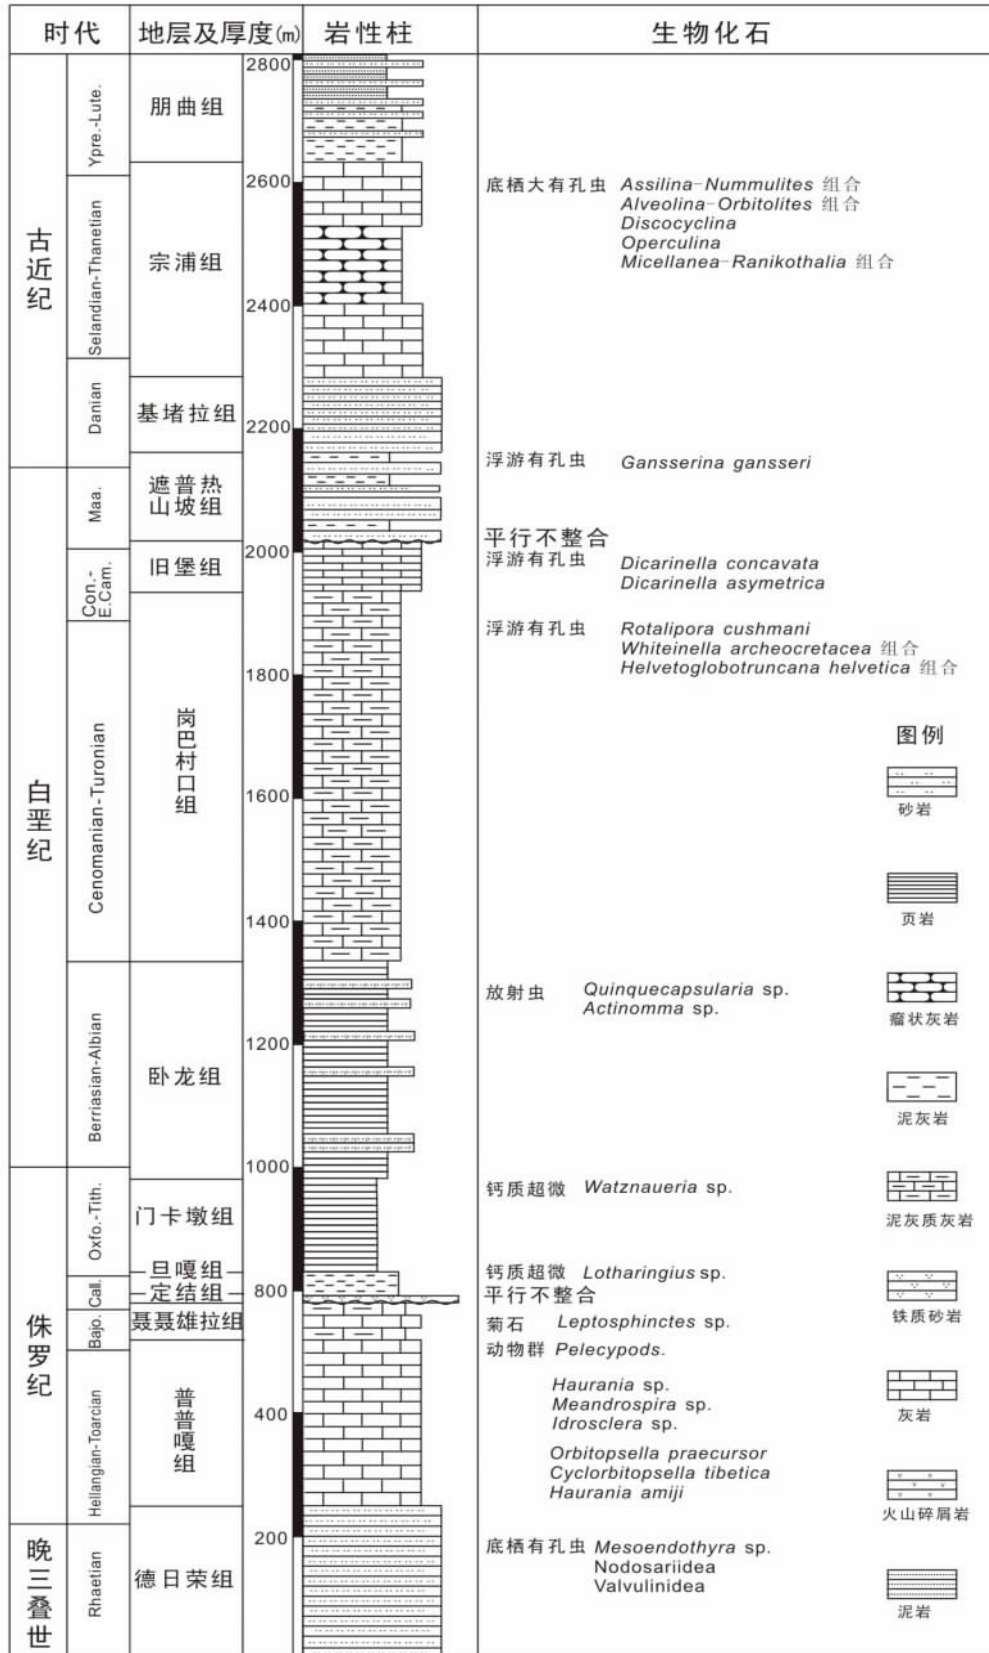 时代 地层及厚度(m) 岩性柱 生物化石
古近纪
白垩纪
侏罗纪
晚三叠世
Ypre.-Lute.
Selandian-Thanetian
Danian
Maa.
Con.-
E.Cam.
Cenomanian-Turonian
Berriasian-Albian
Oxfo.-Tith.
Call.
Bajo.
Hellangian-Toarcian
Rhaetian
朋曲组
宗浦组
基堵拉组
遮普热
山坡组
旧堡组
岗巴村口组
卧龙组
门卡墩组
旦嘎组
定结组
聂聂雄拉组
普普嘎组
德日荣组
2800
2600
2400
2200
2000
1800
1600
1400
1200
1000
800
400
200
底栖大有孔虫 Assilina-Nummulites 组合
Alveolina-Orbitolites 组合
Discocyclina
Operculina
Micellanea-Ranikothalia 组合
浮游有孔虫 Gansserina gansseri
平行不整合
浮游有孔虫 Dicarinella concavata
Dicarinella asymetrica
浮游有孔虫 Rotalipora cushmani
Whiteinella archeocretacea 组合
Helvetoglobotruncana helvetica 组合
放射虫 Quinquecapsularia sp.
Actinomma sp.
钙质超微 Watznaueria sp.
钙质超微 Lotharingius sp.
平行不整合
菊石 Leptosphinctes sp.
动物群 Pelecypods.
Haurania sp.
Meandrospira sp.
Idrosclera sp.
Orbitopsella praecursor
Cyclorbitopsella tibetica
Haurania amiji
底栖有孔虫 Mesoendothyra sp.
Nodosariidea
Valvulinidea
图例
砂岩
页岩
瘤状灰岩
泥灰岩
泥灰质灰岩
铁质砂岩
灰岩
火山碎屑岩
泥岩